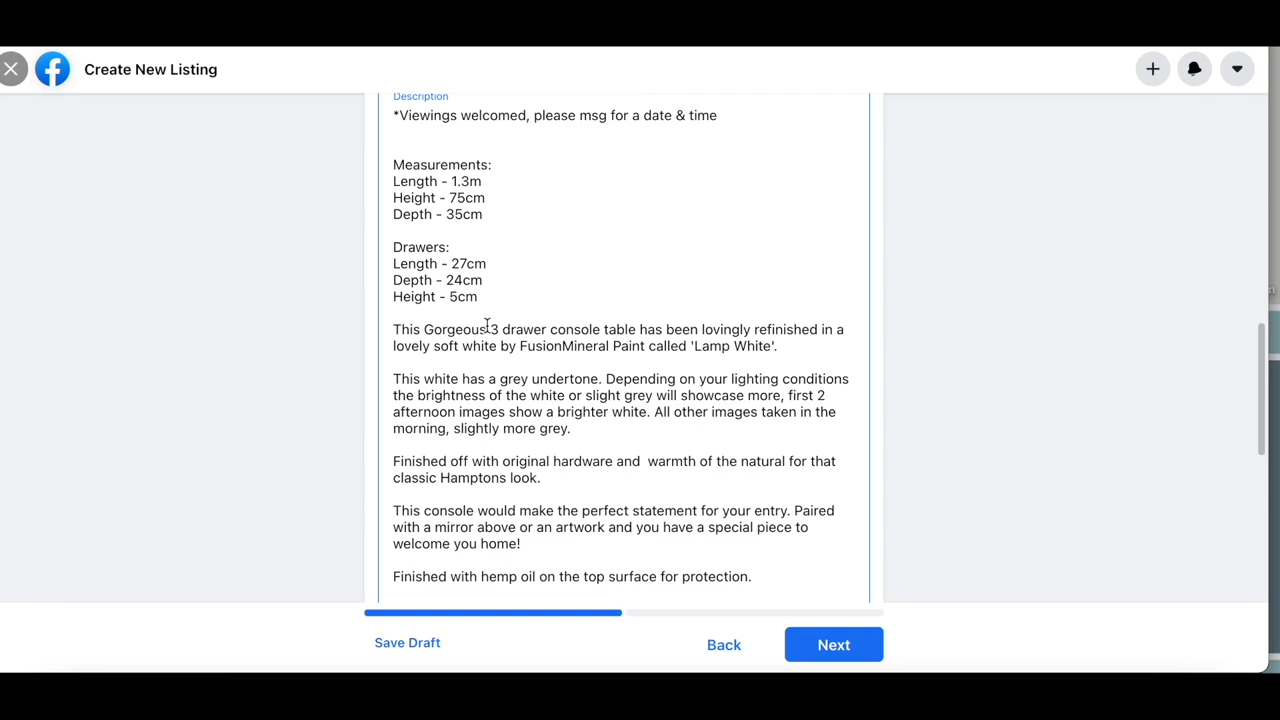 Create New Listing
Description
*Viewings welcomed, please msg for a date & time
Measurements:
Length - 1.3m
Height - 75cm
Depth - 35cm
Drawers:
Length - 27cm
Depth - 24cm
Height - 5cm
This Gorgeous 3 drawer console table has been lovingly refinished in a
lovely soft white by FusionMineral Paint called 'Lamp White'.
This white has a grey undertone. Depending on your lighting conditions
the brightness of the white or slight grey will showcase more, first 2
afternoon images show a brighter white. All other images taken in the
morning, slightly more grey.
Finished off with original hardware and  warmth of the natural for that
classic Hamptons look.
This console would make the perfect statement for your entry. Paired
with a mirror above or an artwork and you have a special piece to
welcome you home!
Finished with hemp oil on the top surface for protection.
Save Draft
Back
Next